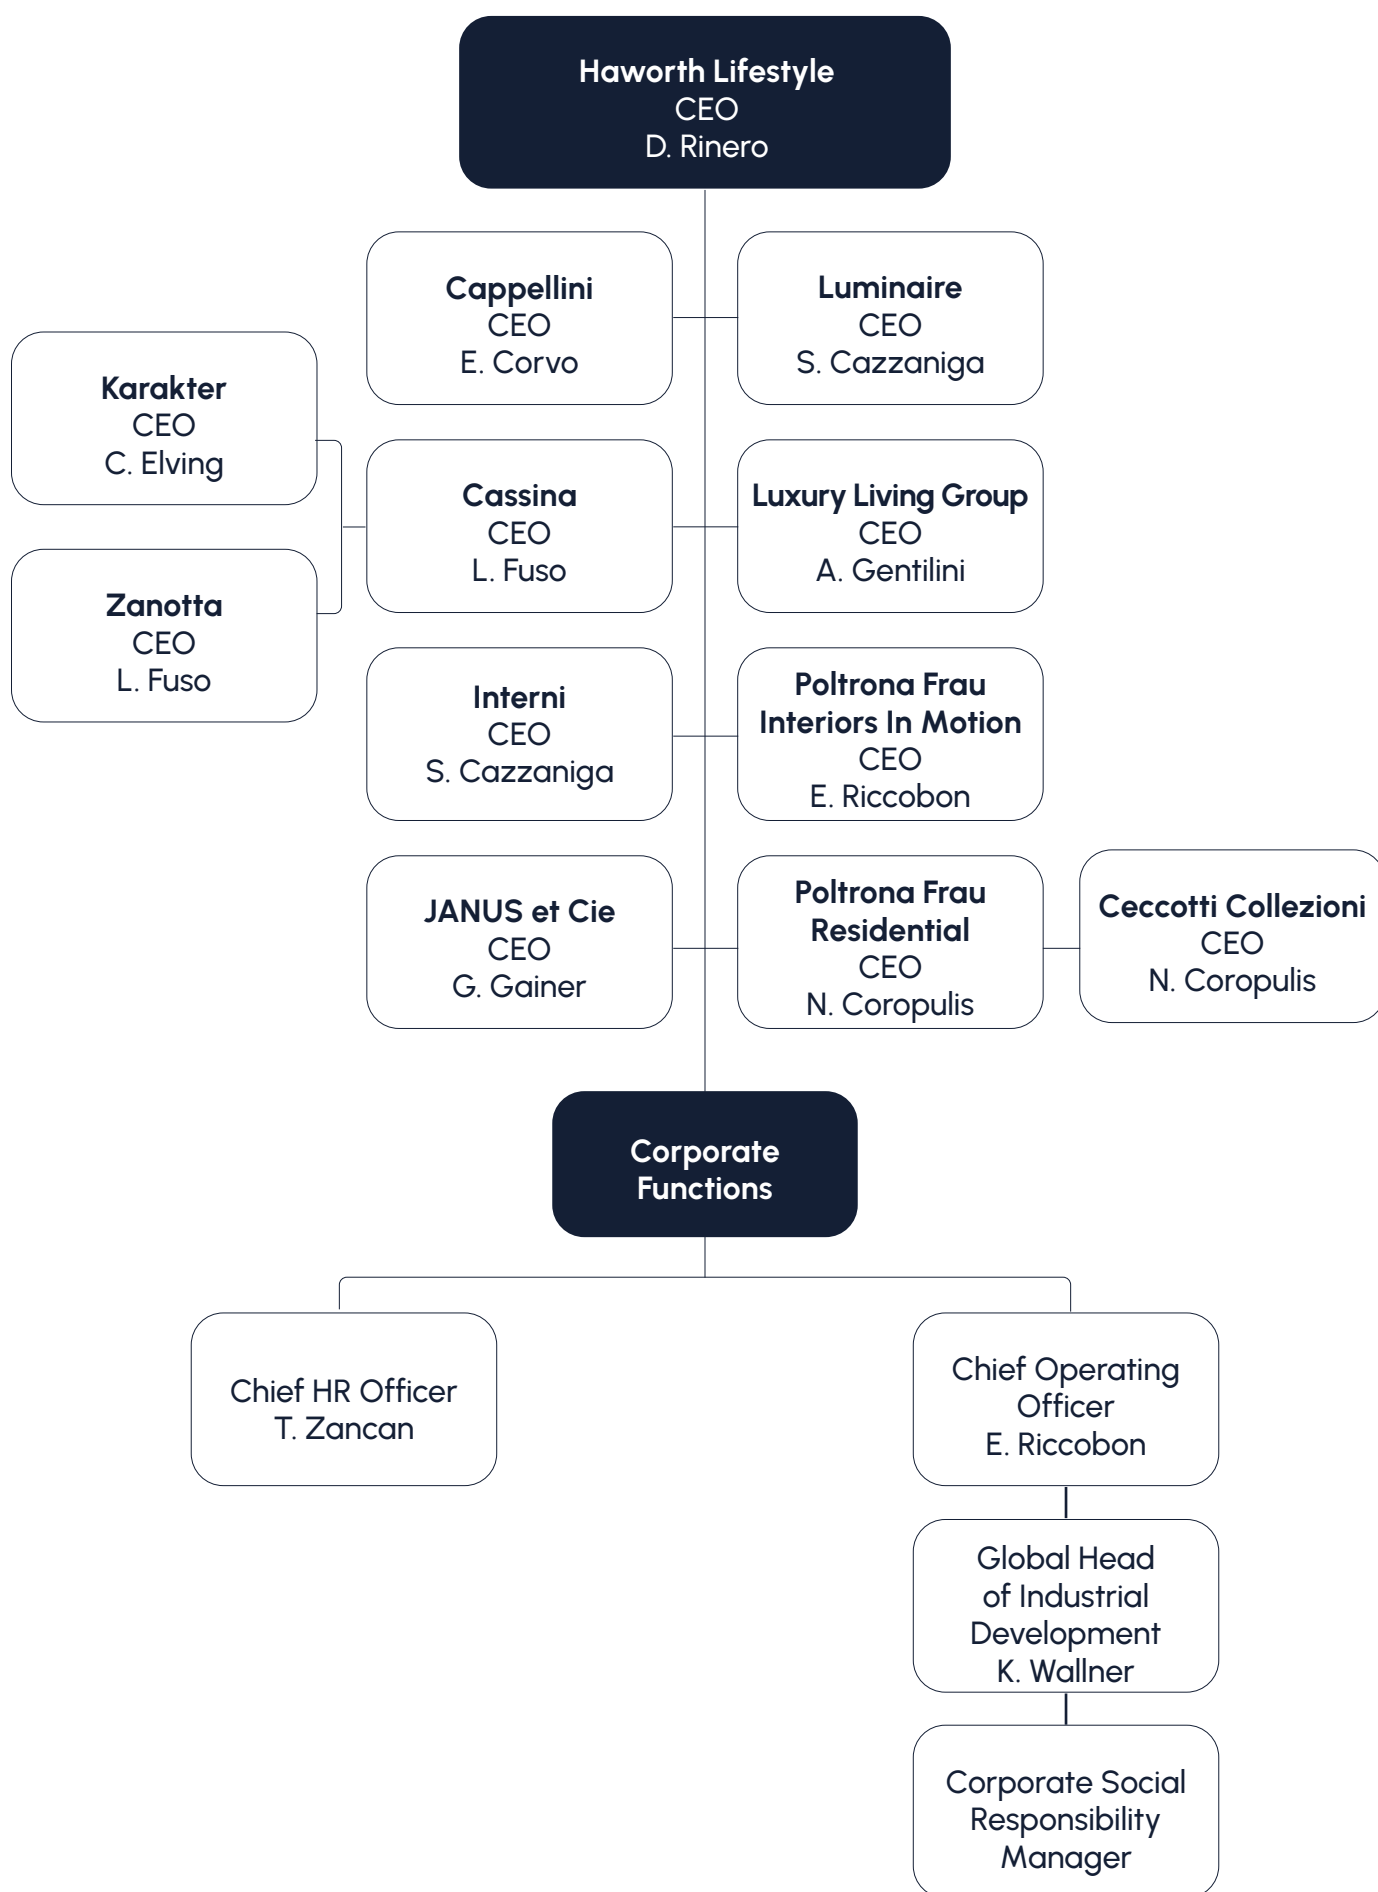 Haworth Lifestyle
CEO
D. Rinero
Cappellini
CEO
E. Corvo
Luminaire
CEO
S. Cazzaniga
Karakter
CEO
C. Elving
Cassina
CEO
L. Fuso
Luxury Living Group
CEO
A. Gentilini
Zanotta
CEO
L. Fuso
Interni
CEO
S. Cazzaniga
Poltrona Frau
Interiors In Motion
CEO
E. Riccobon
JANUS et Cie
CEO
G. Gainer
Poltrona Frau
Residential
CEO
N. Coropulis
Ceccotti Collezioni
CEO
N. Coropulis
Corporate
Functions
Chief HR Officer
T. Zancan
Chief Operating
Officer
E. Riccobon
Global Head
of Industrial
Development
K. Wallner
Corporate Social
Responsibility
Manager